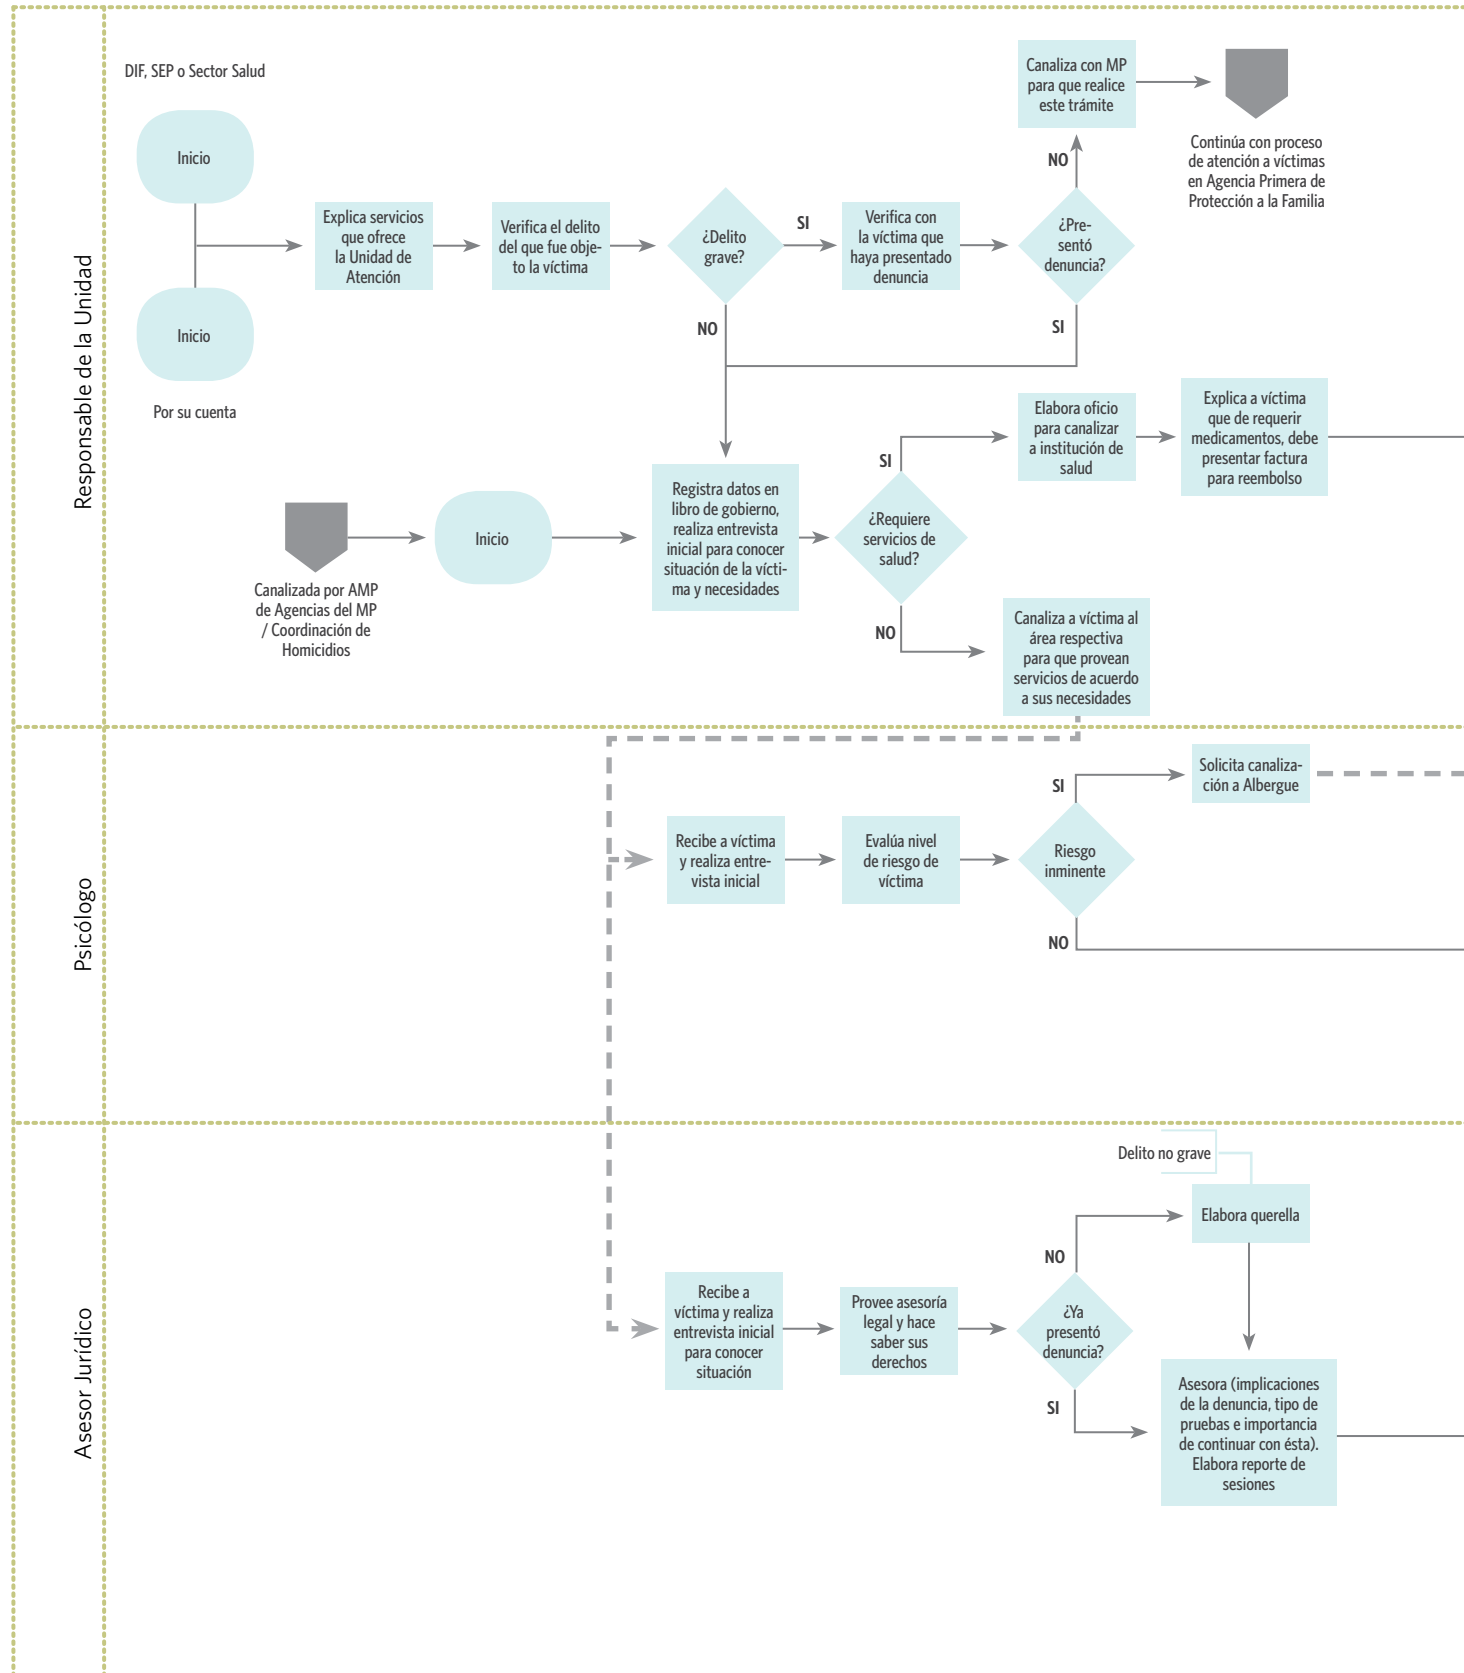 Responsable de la Unidad
DIF, SEP o Sector Salud
Inicio
Inicio
Por su cuenta
Explica servicios
que ofrece
la Unidad de
Atención
Verifica el delito
del que fue obje-
to la víctima
¿Delito
grave?
SI
NO
Verifica con
la víctima que
haya presentado
denuncia
¿Pre-
sentó
denuncia?
NO
SI
Canaliza con MP
para que realice
este trámite
Continúa con proceso
de atención a víctimas
en Agencia Primera de
Protección a la Familia
Canalizada por AMP
de Agencias del MP
/ Coordinación de
Homicidios
Inicio
Registra datos en
libro de gobierno,
realiza entrevista
inicial para conocer
situación de la vícti-
ma y necesidades
¿Requiere
servicios de
salud?
SI
NO
Elabora oficio
para canalizar
a institución de
salud
Explica a víctima
que de requerir
medicamentos, debe
presentar factura
para reembolso
Canaliza a víctima al
área respectiva
para que provean
servicios de acuerdo
a sus necesidades
Psicólogo
Recibe a víctima
y realiza entre-
vista inicial
Evalúa nivel
de riesgo de
víctima
Riesgo
inminente
SI
NO
Solicita canaliza-
ción a Albergue
Asesor Jurídico
Recibe a
víctima y realiza
entrevista inicial
para conocer
situación
Provee asesoría
legal y hace
saber sus
derechos
¿Ya
presentó
denuncia?
NO
SI
Delito no grave
Elabora querella
Asesora (implicaciones
de la denuncia, tipo de
pruebas e importancia
de continuar con ésta).
Elabora reporte de
sesiones